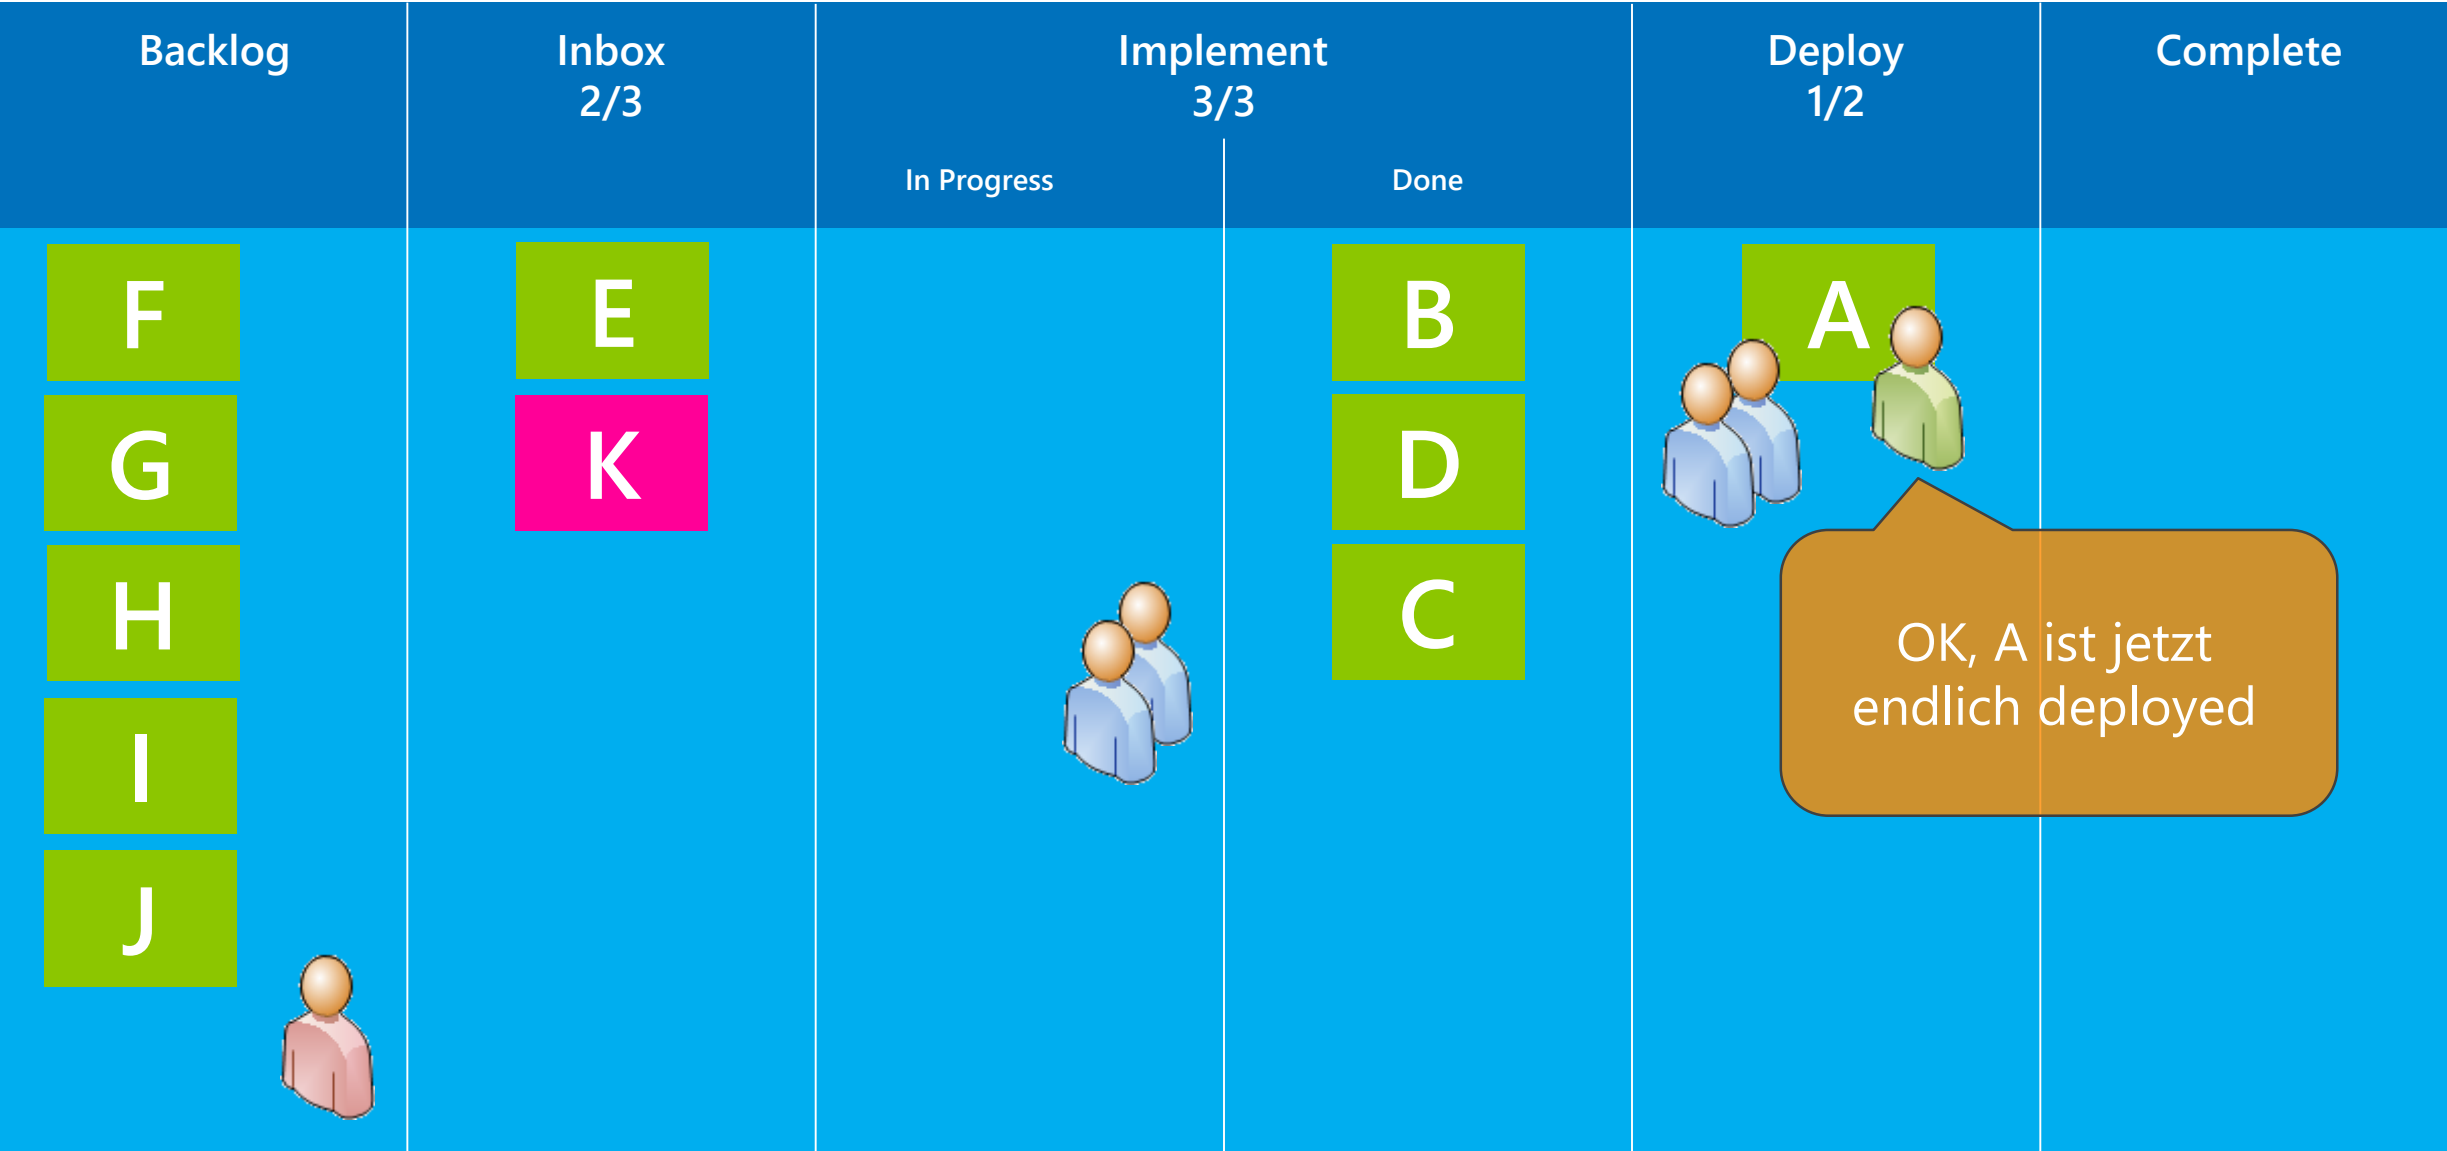 Backlog
Inbox
2/3
Implement
3/3
In Progress
Done
Deploy
1/2
Complete
F
G
H
I
J
E
K
B
D
C
A
OK, A ist jetzt
endlich deployed